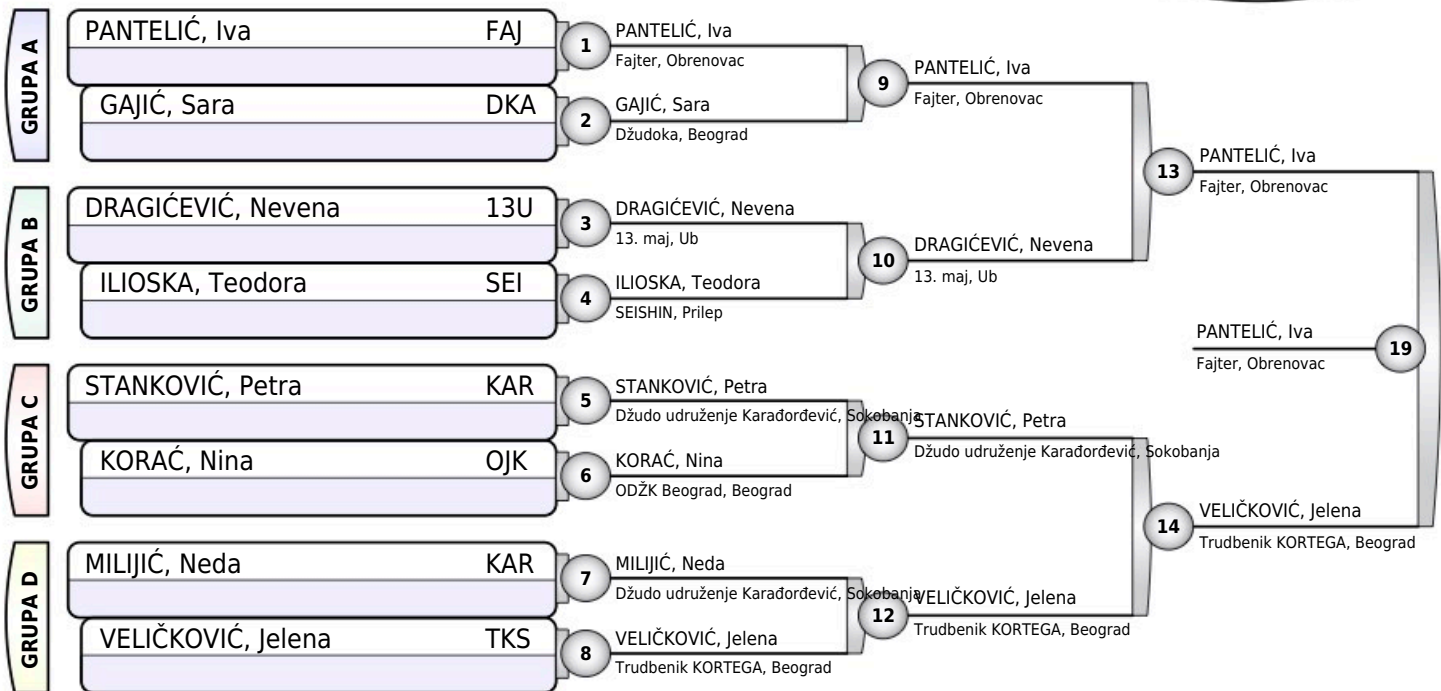 GRUPA A
PANTELIĆ, Iva FAJ
GAJIĆ, Sara DKA
1
PANTELIĆ, Iva
Fajter, Obrenovac
2
GAJIĆ, Sara
Džudoka, Beograd
9
PANTELIĆ, Iva
Fajter, Obrenovac
GRUPA B
DRAGIĆEVIĆ, Nevena 13U
ILIOSKA, Teodora SEI
3
DRAGIĆEVIĆ, Nevena
13. maj, Ub
4
ILIOSKA, Teodora
SEISHIN, Prilep
10
DRAGIĆEVIĆ, Nevena
13. maj, Ub
13
PANTELIĆ, Iva
Fajter, Obrenovac
GRUPA C
STANKOVIĆ, Petra KAR
KORAĆ, Nina OJK
5
STANKOVIĆ, Petra
Džudo udruženje Karađorđević, Sokobanja
6
KORAĆ, Nina
ODŽK Beograd, Beograd
11
STANKOVIĆ, Petra
Džudo udruženje Karađorđević, Sokobanja
GRUPA D
MILIJIĆ, Neda KAR
VELIČKOVIĆ, Jelena TKS
7
MILIJIĆ, Neda
Džudo udruženje Karađorđević, Sokobanja
8
VELIČKOVIĆ, Jelena
Trudbenik KORTEGA, Beograd
12
VELIČKOVIĆ, Jelena
Trudbenik KORTEGA, Beograd
14
VELIČKOVIĆ, Jelena
Trudbenik KORTEGA, Beograd
PANTELIĆ, Iva
Fajter, Obrenovac
19